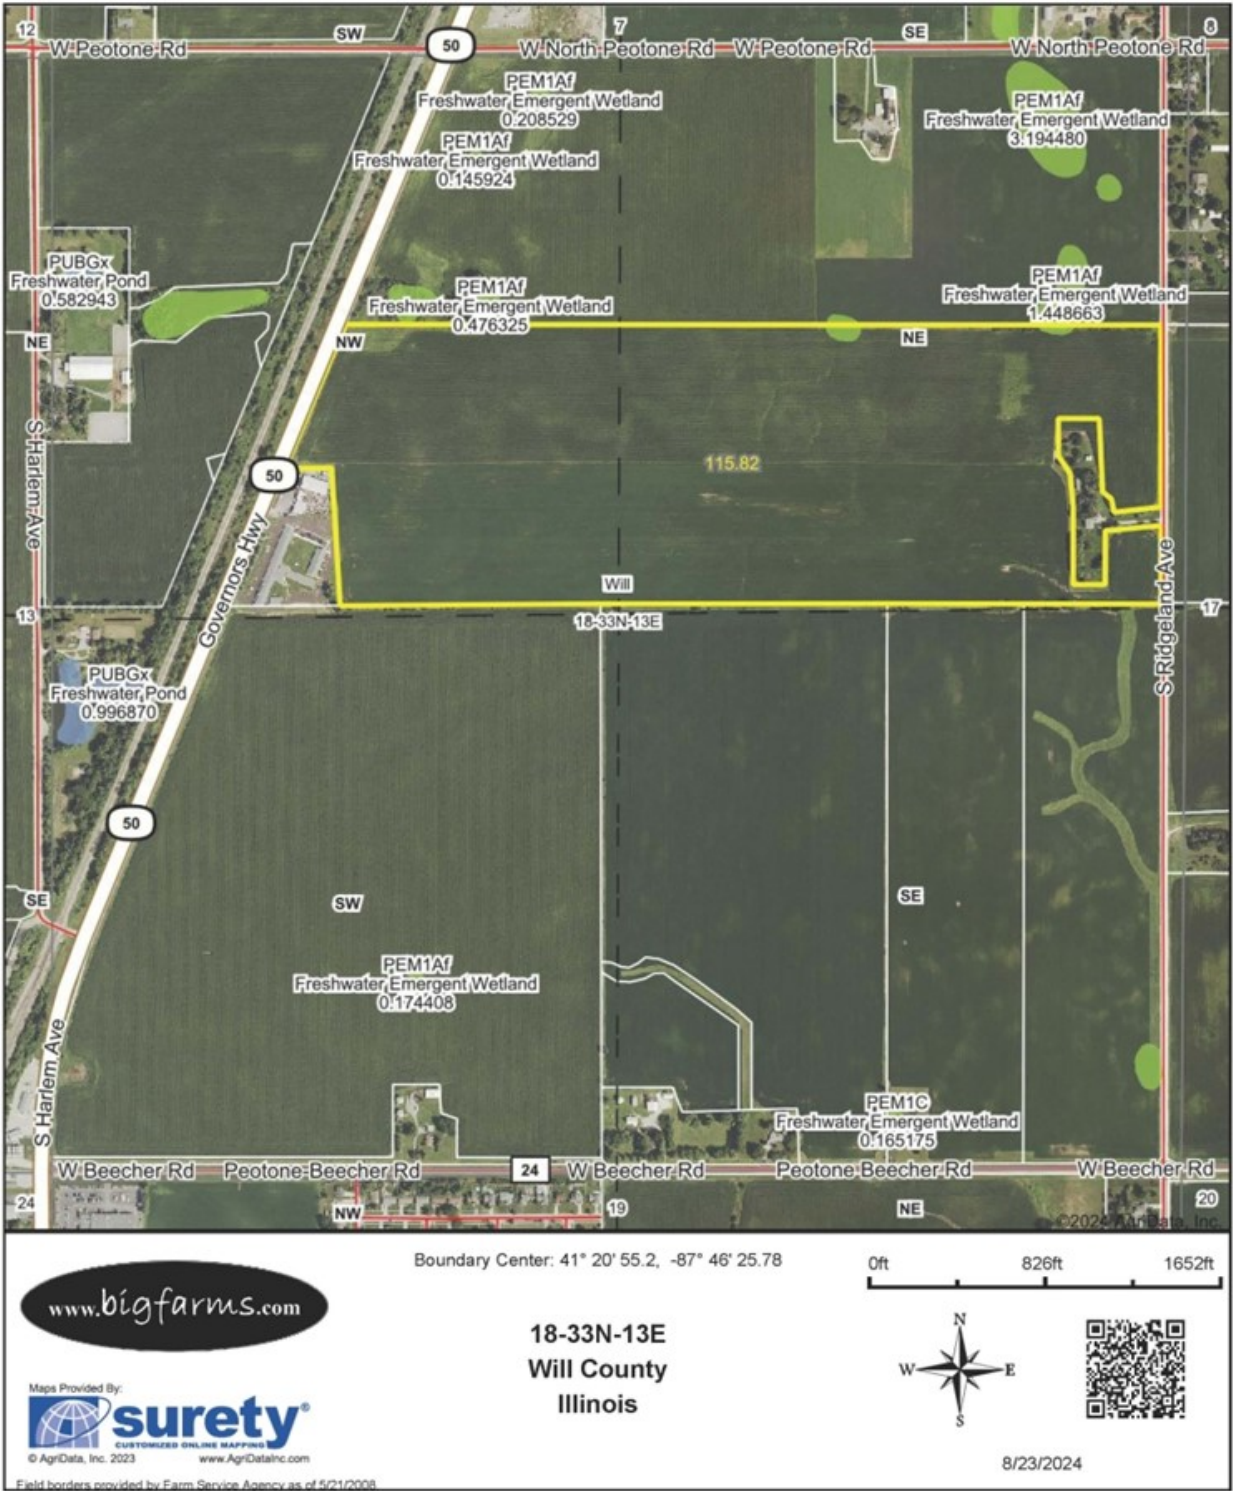 12
SW
7
SE
8
W Peotone Rd
50
W North Peotone Rd
W Peotone Rd
W North Peotone Rd
PEM1Af
Freshwater Emergent Wetland
0.208529
PEM1Af
Freshwater Emergent Wetland
3.194480
PEM1Af
Freshwater Emergent Wetland
0.145924
PUBGx
Freshwater Pond
0.582943
PEM1Af
Freshwater Emergent Wetland
0.476325
PEM1Af
Freshwater Emergent Wetland
1.448663
NE
NW
NE
S Harlem Ave
50
115.82
Governors Hwy
S Ridgeland Ave
Will
13
18-33N-13E
17
PUBGx
Freshwater Pond
0.996870
50
SE
SW
SE
PEM1Af
Freshwater Emergent Wetland
0.174408
S Harlem Ave
PEM1C
Freshwater Emergent Wetland
0.165175
W Beecher Rd
Peotone-Beecher Rd
24
W Beecher Rd
Peotone Beecher Rd
W Beecher Rd
24
NW
19
NE
20
©2024 AgriData, Inc.
Boundary Center: 41° 20' 55.2, -87° 46' 25.78
0ft 826ft 1652ft
www.bigfarms.com
18-33N-13E
Will County
Illinois
N
W
E
S
Maps Provided By:
surety®
CUSTOMIZED ONLINE MAPPING
© AgriData, Inc. 2023
www.AgriDataInc.com
8/23/2024
Field borders provided by Farm Service Agency as of 5/21/2008.